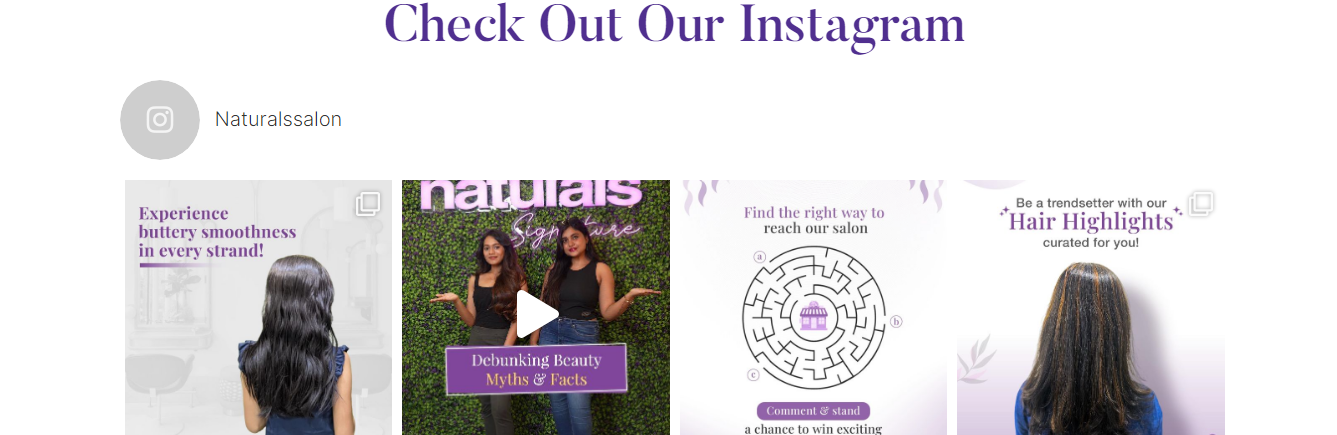 Check Out Our Instagram
Naturalssalon
Experience
buttery smoothness
in every strand!
naturals
Signature
Debunking Beauty
Myths & Facts
Find the right way to
reach our salon
a
b
c
Comment & stand
a chance to win exciting
Be a trendsetter with our
Hair Highlights
curated for you!